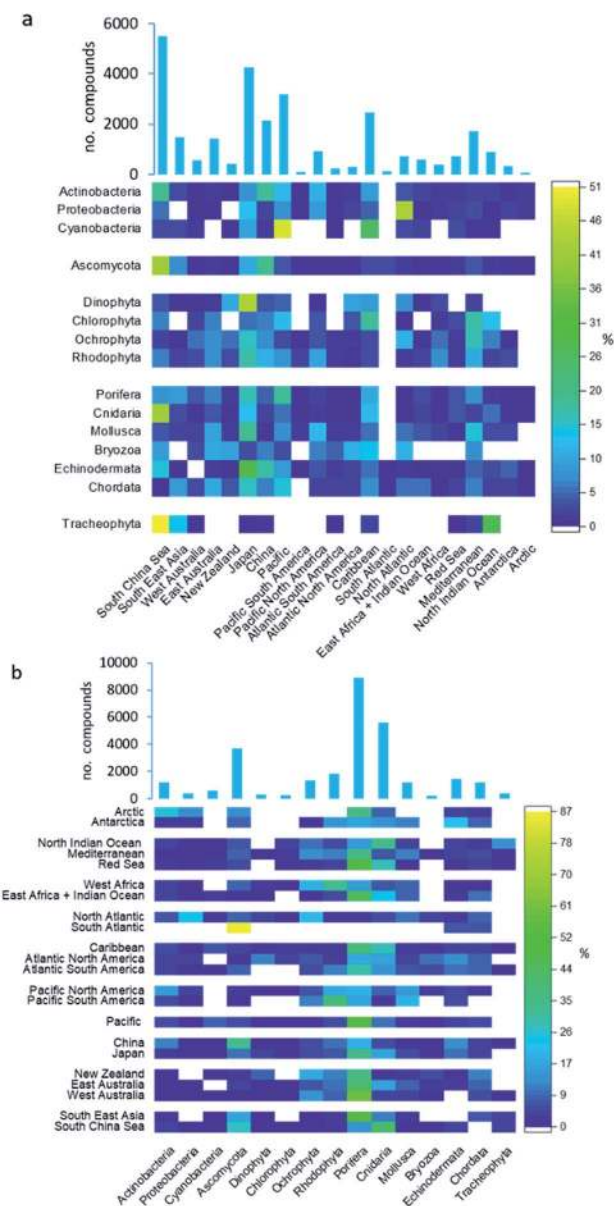 a
6000
4000
2000
0
no. compounds
Actinobacteria
Proteobacteria
Cyanobacteria
Ascomycota
Dinophyta
Chlorophyta
Ochrophyta
Rhodophyta
Porifera
Cnidaria
Mollusca
Bryozoa
Echinodermata
Chordata
Tracheophyta
51
46
41
36
31
26
20
15
10
5
0
%
South China Sea
South East Asia
West Australia
East Australia
New Zealand
Japan
China
Pacific
Pacific South America
Pacific North America
Atlantic South America
Atlantic North America
Caribbean
South Atlantic
North Atlantic
East Africa + Indian Ocean
West Africa
Red Sea
Mediterranean
North Indian Ocean
Antarctica
Arctic
b
10000
8000
6000
4000
2000
0
no. compounds
Arctic
Antarctica
North Indian Ocean
Mediterranean
Red Sea
West Africa
East Africa + Indian Ocean
North Atlantic
South Atlantic
Caribbean
Atlantic North America
Atlantic South America
Pacific North America
Pacific South America
Pacific
China
Japan
New Zealand
East Australia
West Australia
South East Asia
South China Sea
87
78
70
61
52
44
35
26
17
9
0
%
Actinobacteria
Proteobacteria
Cyanobacteria
Ascomycota
Dinophyta
Chlorophyta
Ochrophyta
Rhodophyta
Porifera
Cnidaria
Mollusca
Bryozoa
Echinodermata
Chordata
Tracheophyta